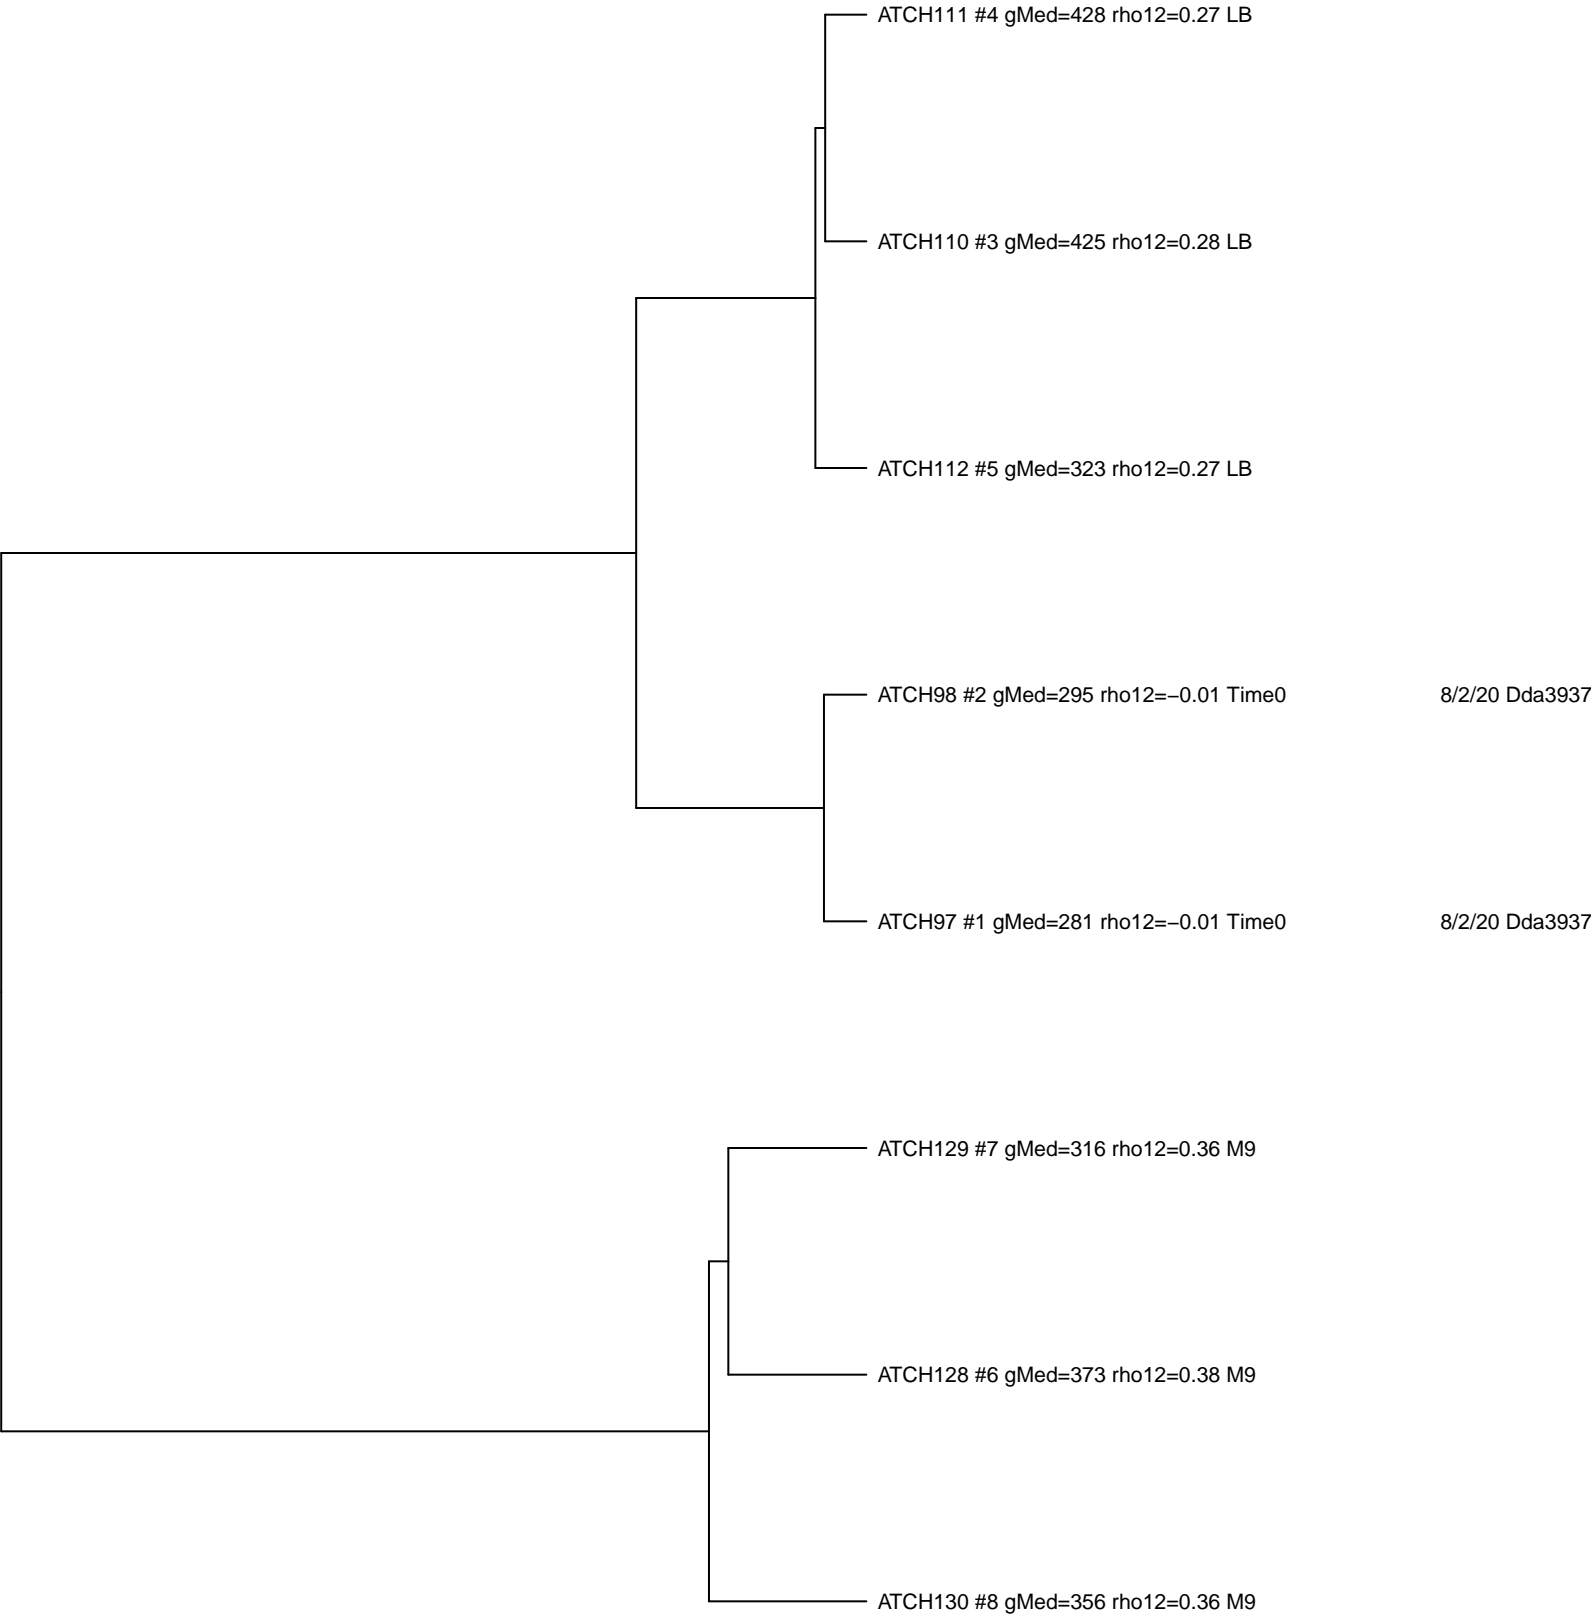 ATCH111 #4 gMed=428 rho12=0.27 LB
ATCH110 #3 gMed=425 rho12=0.28 LB
ATCH112 #5 gMed=323 rho12=0.27 LB
ATCH98 #2 gMed=295 rho12=−0.01 Time0 8/2/20 Dda3937
ATCH97 #1 gMed=281 rho12=−0.01 Time0 8/2/20 Dda3937
ATCH129 #7 gMed=316 rho12=0.36 M9
ATCH128 #6 gMed=373 rho12=0.38 M9
ATCH130 #8 gMed=356 rho12=0.36 M9